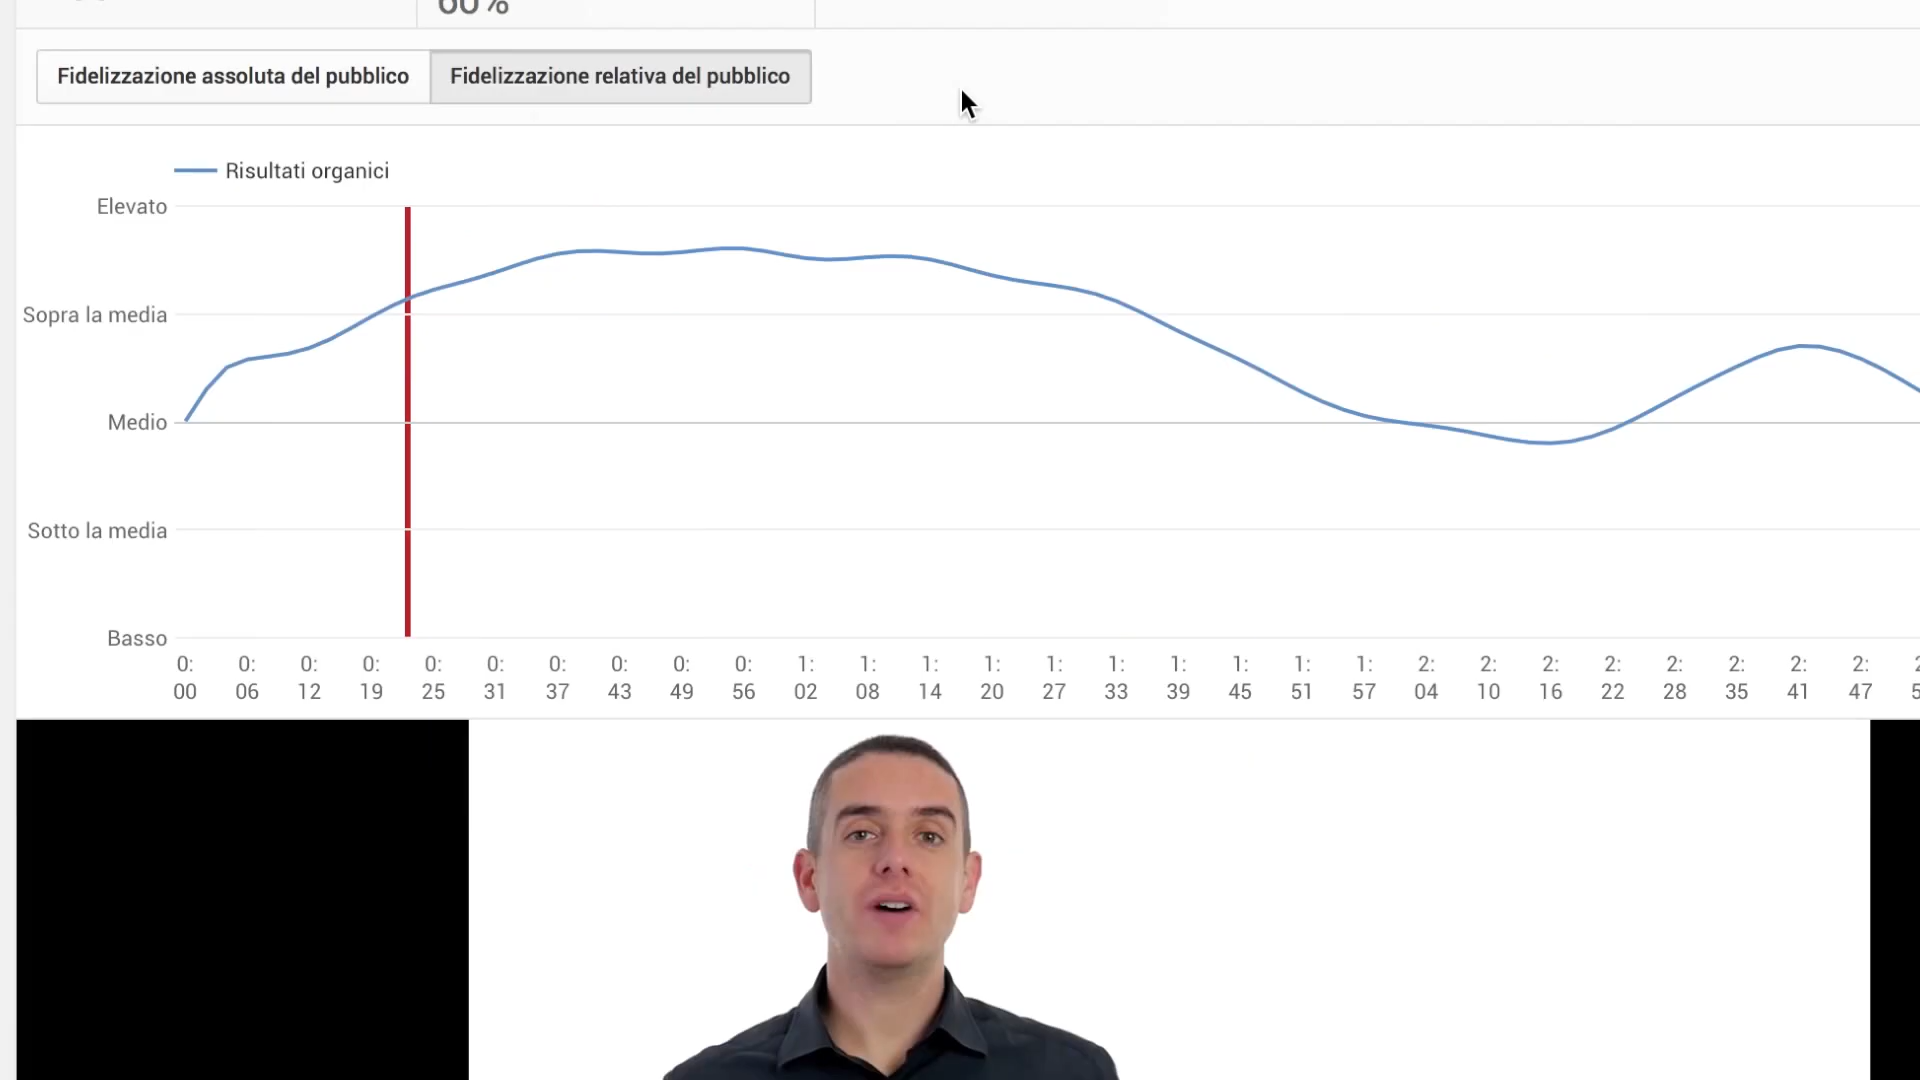 60%
Fidelizzazione assoluta del pubblico
Fidelizzazione relativa del pubblico
Risultati organici
Elevato
Sopra la media
Medio
Sotto la media
Basso
0: 0: 0: 0: 0: 0: 0: 0: 0: 0: 1: 1: 1: 1: 1: 1: 1: 1: 1: 1: 2: 2: 2: 2: 2: 2: 2: 2:
00 06 12 19 25 31 37 43 49 56 02 08 14 20 27 33 39 45 51 57 04 10 16 22 28 35 41 47